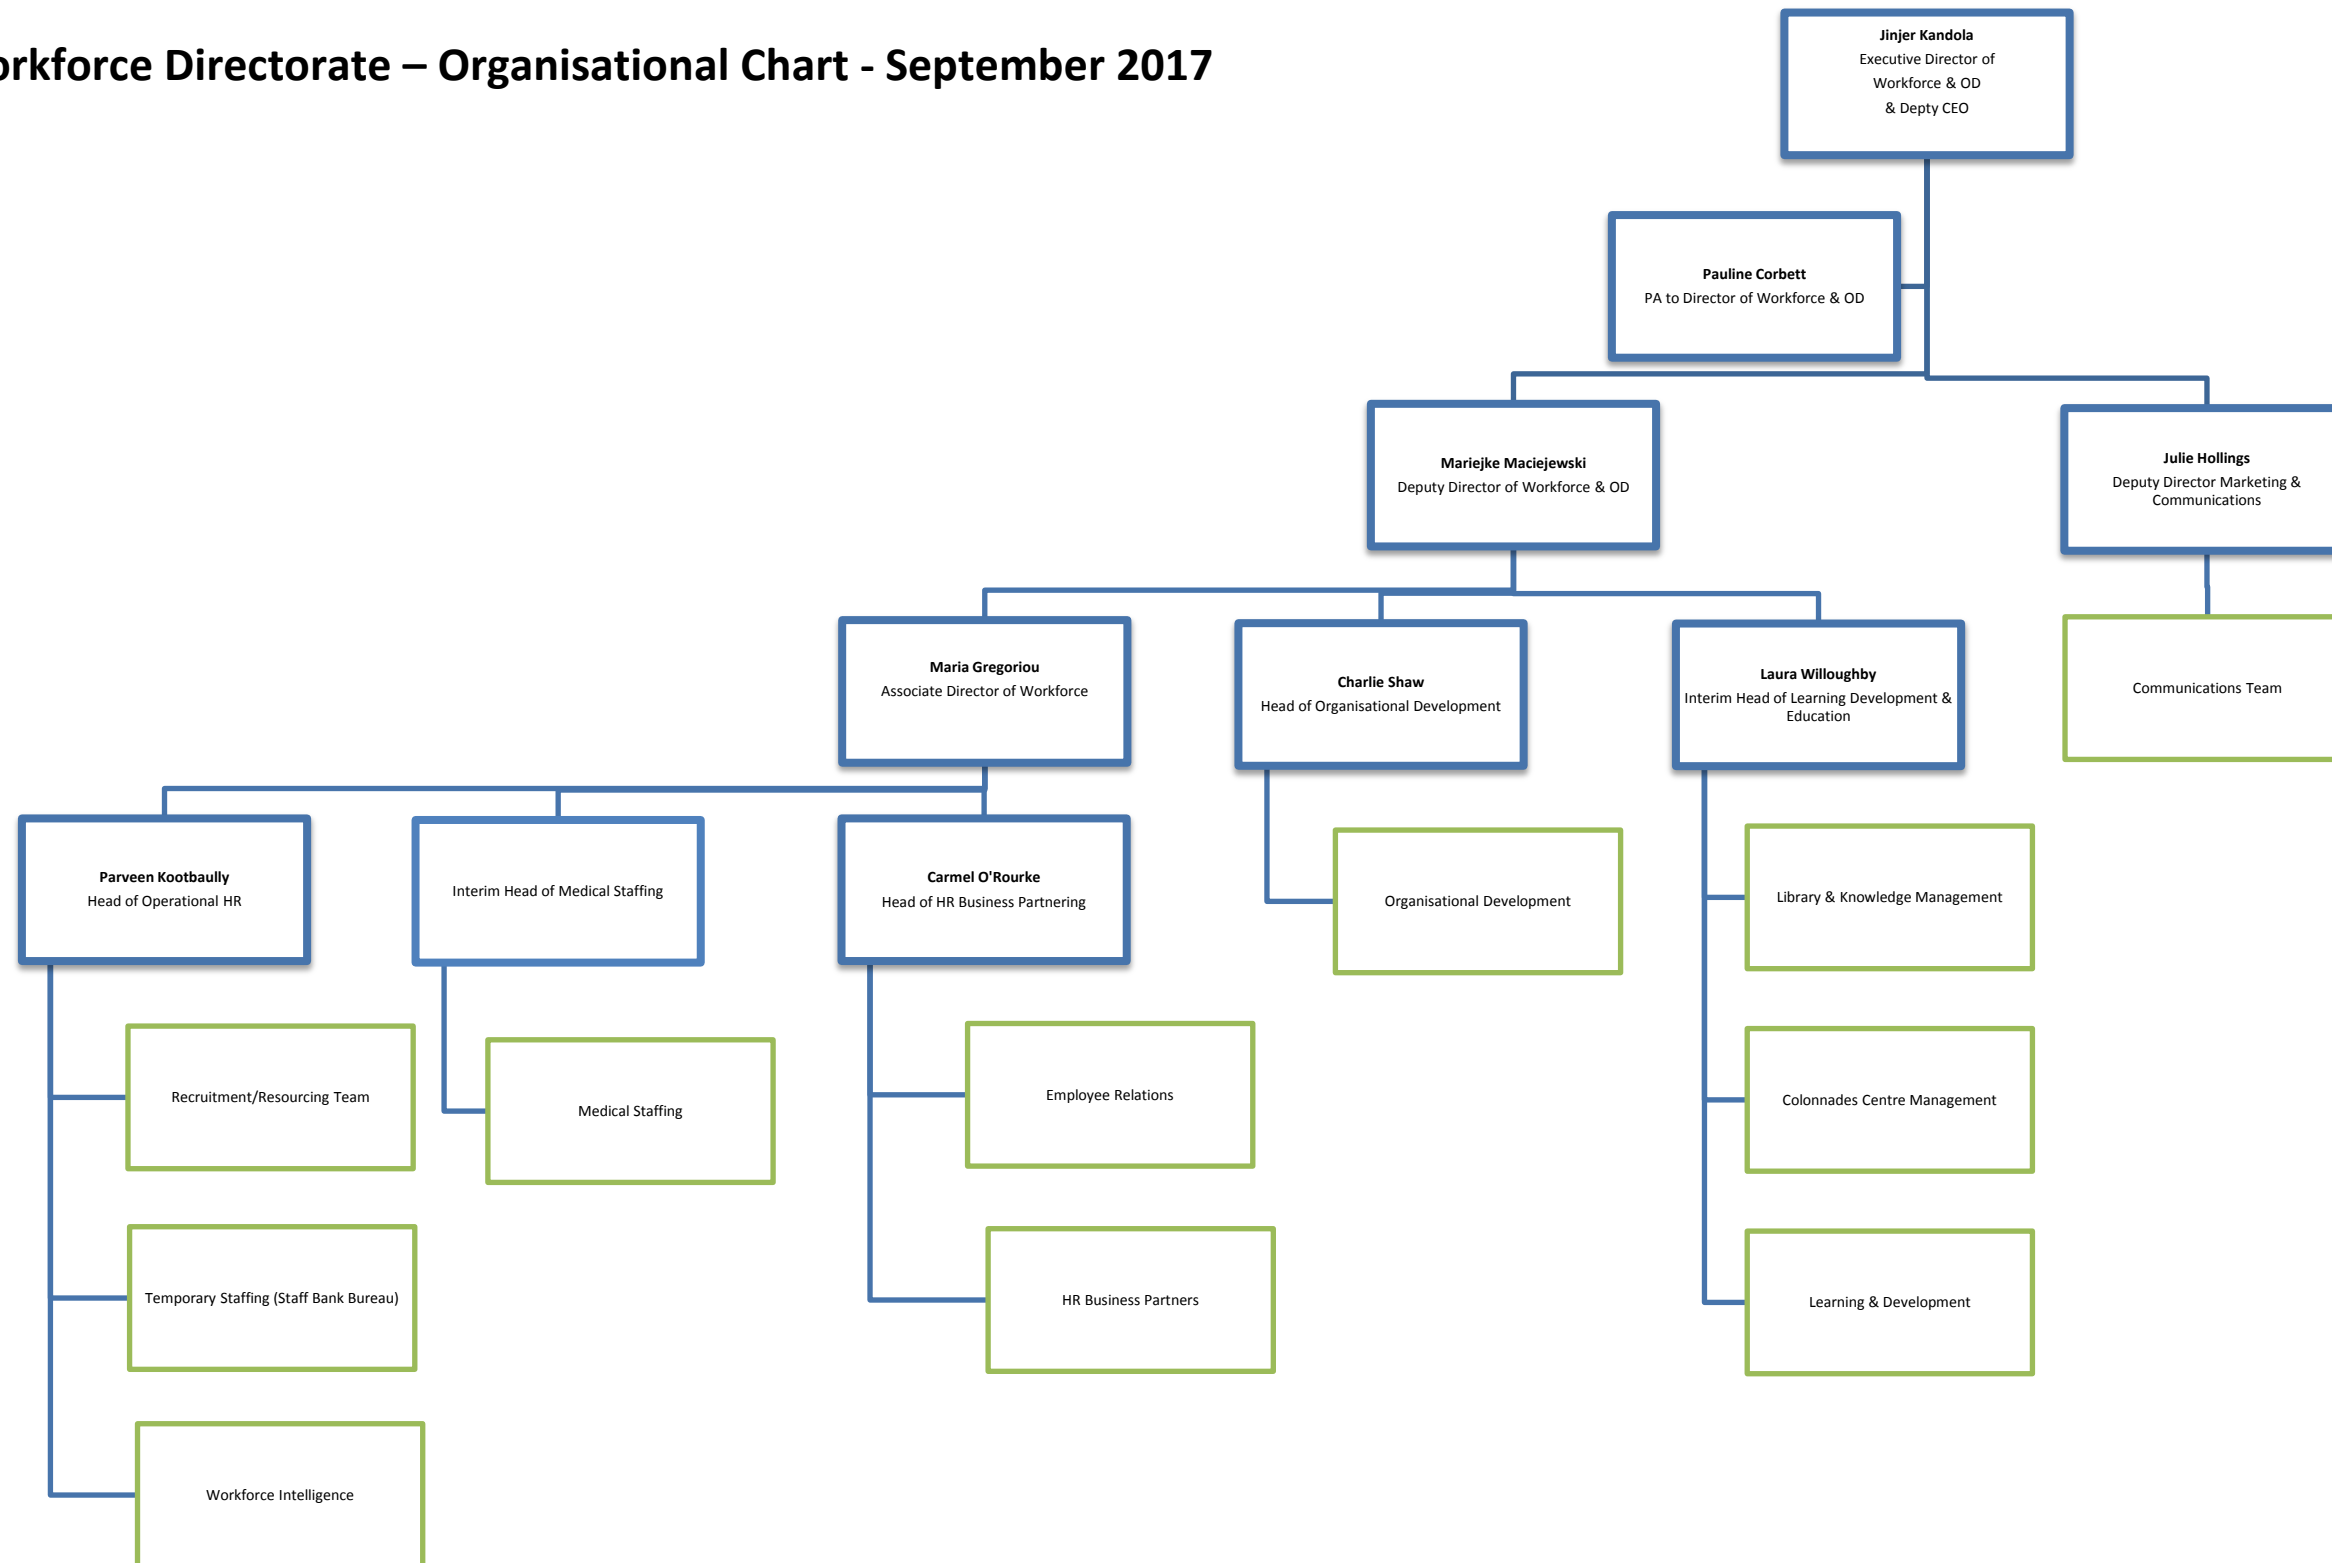 orkforce Directorate – Organisational Chart - September 2017
Jinjer Kandola
Executive Director of
Workforce & OD
& Depty CEO
Pauline Corbett
PA to Director of Workforce & OD
Mariejke Maciejewski
Deputy Director of Workforce & OD
Julie Hollings
Deputy Director Marketing &
Communications
Maria Gregoriou
Associate Director of Workforce
Charlie Shaw
Head of Organisational Development
Laura Willoughby
Interim Head of Learning Development &
Education
Communications Team
Parveen Kootbaully
Head of Operational HR
Interim Head of Medical Staffing
Carmel O'Rourke
Head of HR Business Partnering
Organisational Development
Library & Knowledge Management
Recruitment/Resourcing Team
Medical Staffing
Employee Relations
Colonnades Centre Management
Temporary Staffing (Staff Bank Bureau)
HR Business Partners
Learning & Development
Workforce Intelligence